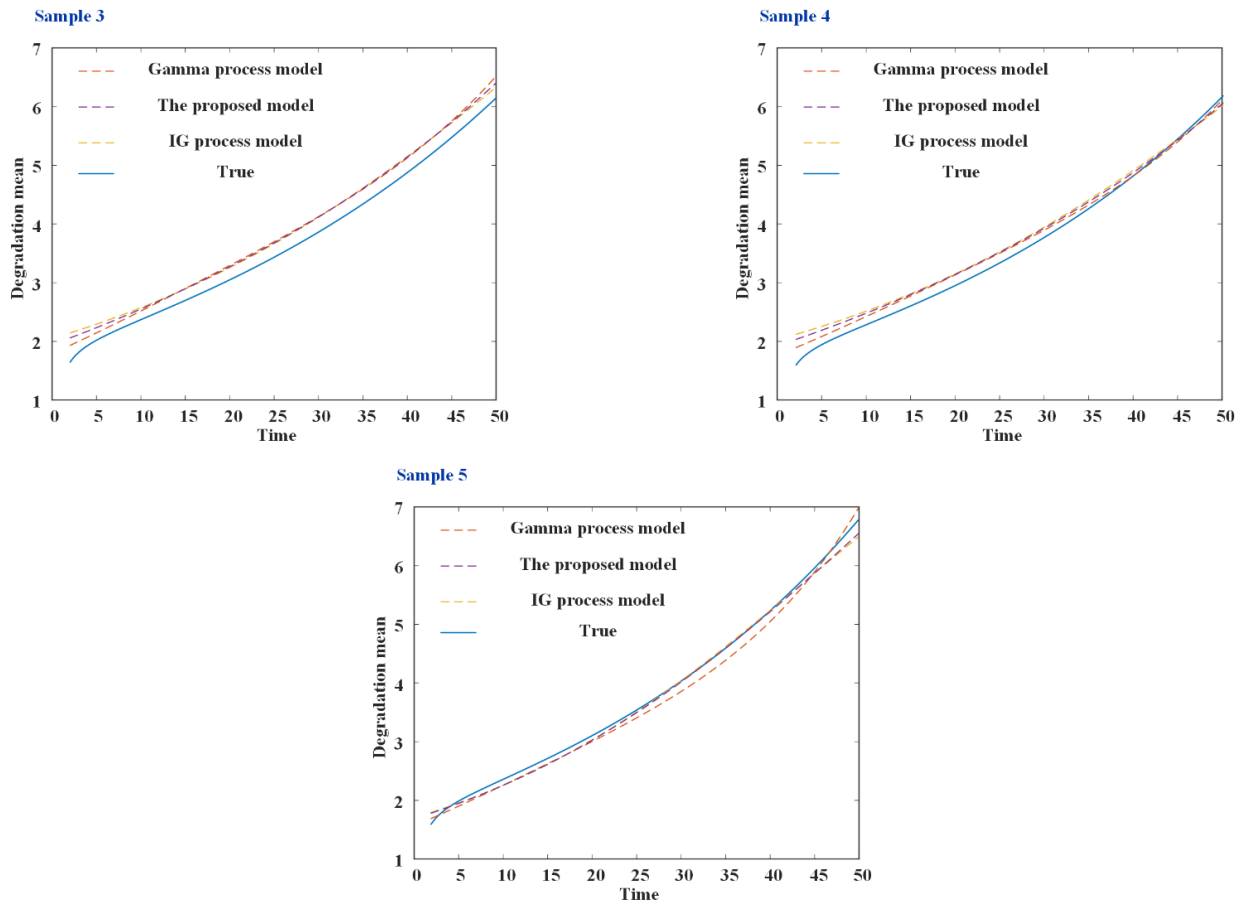 Sample 3
7
Gamma process model
6
The proposed model
IG process model
5
True
4
3
2
1
Degradation mean
0 5 10 15 20 25 30 35 40 45 50
Time
Sample 4
7
Gamma process model
6
The proposed model
IG process model
5
True
4
3
2
1
Degradation mean
0 5 10 15 20 25 30 35 40 45 50
Time
Sample 5
7
Gamma process model
6
The proposed model
IG process model
5
True
4
3
2
1
Degradation mean
0 5 10 15 20 25 30 35 40 45 50
Time